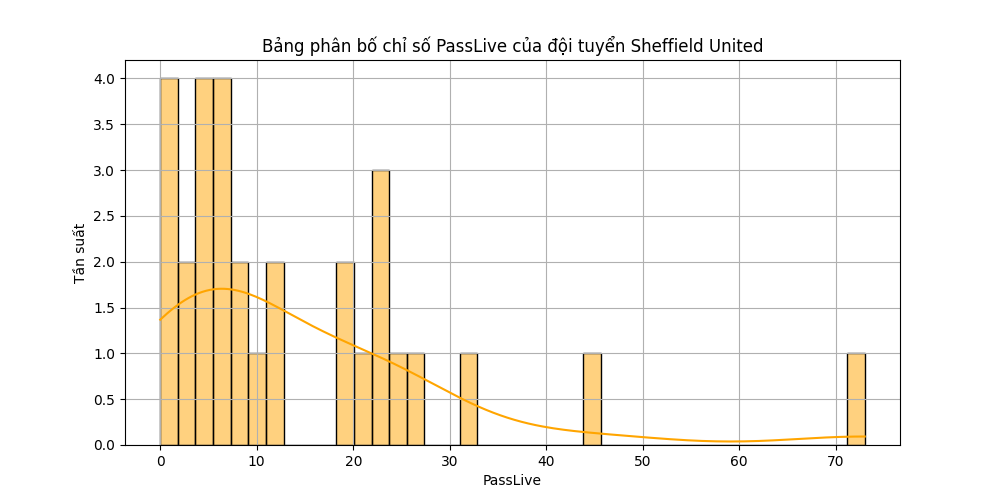 Bảng phân bố chỉ số PassLive của đội tuyển Sheffield United
Tần suất
4.0
3.5
3.0
2.5
2.0
1.5
1.0
0.5
0.0
0 10 20 30 40 50 60 70
PassLive